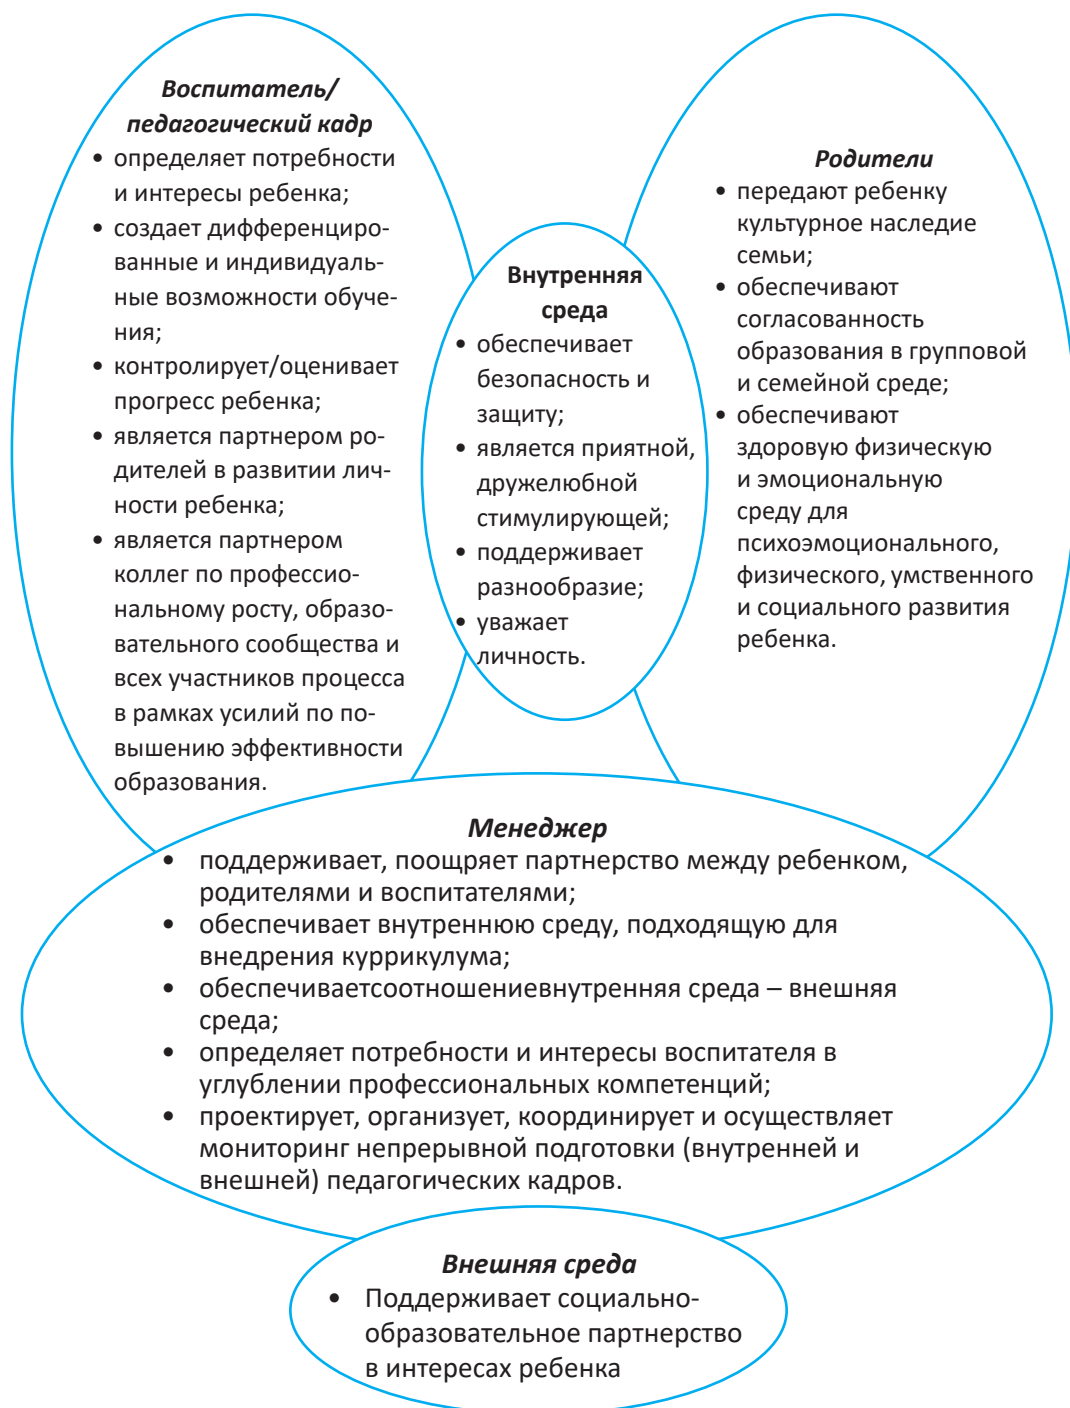 Воспитатель/
педагогический кадр
• определяет потребности
и интересы ребенка;
• создает дифференциро-
ванные и индивидуаль-
ные возможности обуче-
ния;
• контролирует/оценивает
прогресс ребенка;
• является партнером ро-
дителей в развитии лич-
ности ребенка;
• является партнером
коллег по профессио-
нальному росту, образо-
вательного сообщества и
всех участников процесса
в рамках усилий по по-
вышению эффективности
образования.
Внутренняя
среда
• обеспечивает
безопасность и
защиту;
• является приятной,
дружелюбной
стимулирующей;
• поддерживает
разнообразие;
• уважает
личность.
Родители
• передают ребенку
культурное наследие
семьи;
• обеспечивают
согласованность
образования в групповой
и семейной среде;
• обеспечивают
здоровую физическую
и эмоциональную
среду для
психоэмоционального,
физического, умственного
и социального развития
ребенка.
Менеджер
• поддерживает, поощряет партнерство между ребенком,
родителями и воспитателями;
• обеспечивает внутреннюю среду, подходящую для
внедрения куррикулума;
• обеспечиваетсоотношениевнутренняя среда – внешняя
среда;
• определяет потребности и интересы воспитателя в
углублении профессиональных компетенций;
• проектирует, организует, координирует и осуществляет
мониторинг непрерывной подготовки (внутренней и
внешней) педагогических кадров.
Внешняя среда
• Поддерживает социально-
образовательное партнерство
в интересах ребенка